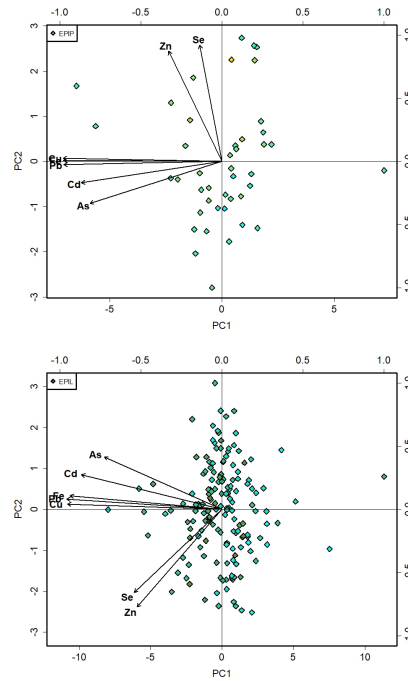 -1.0 -0.5 0.0 0.5 1.0
EPIP
Zn Se
Cu
Pb
Cd
As
PC2
3 2 1 0 -1 -2 -3
1.0 0.5 0.0 -1.0
-5 0 5
PC1
-1.0 -0.5 0.0 0.5 1.0
EPIL
As
Cd
Fe
Pb
Cu
Se
Zn
PC2
3 2 1 0 -1 -2 -3
1.0 0.5 0.0 -0.5 -1.0
-10 -5 0 5 10
PC1